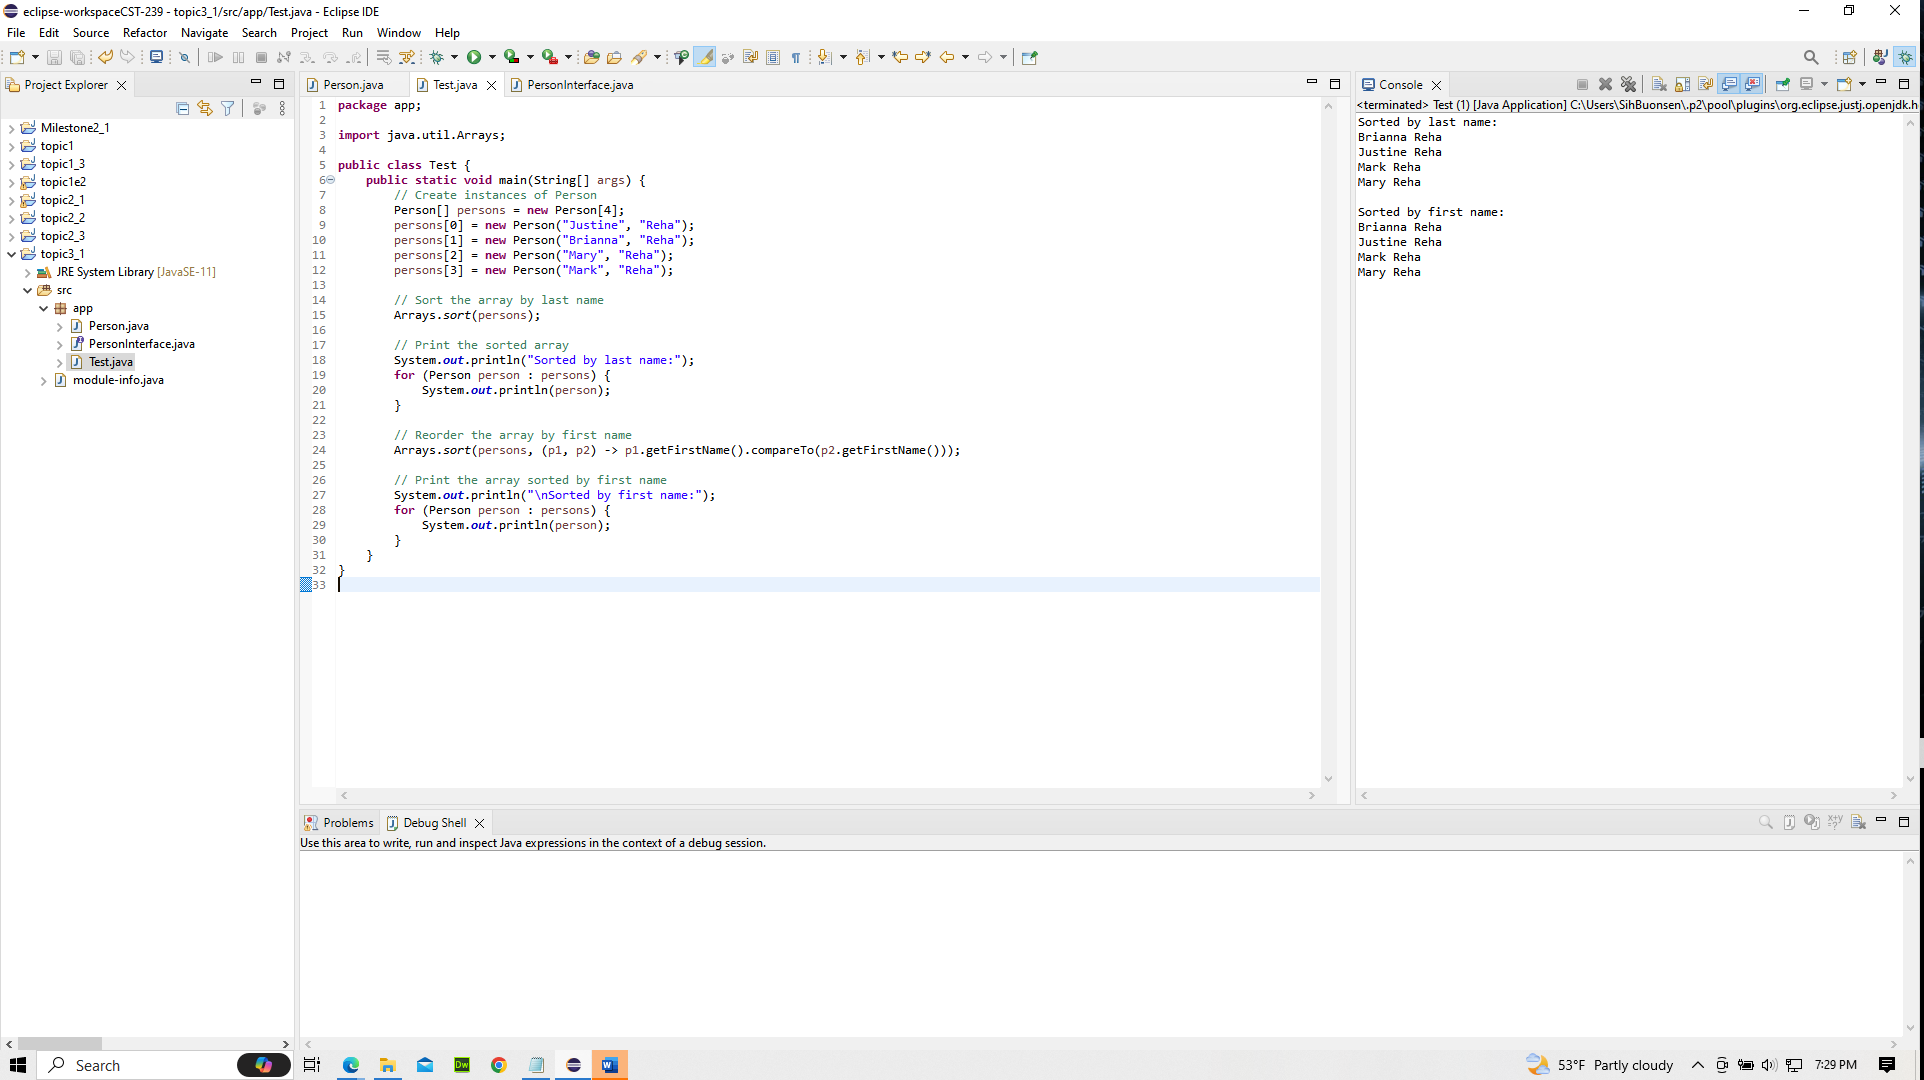 eclipse-workspaceCST-239 - topic3_1/src/app/Test.java - Eclipse IDE
File Edit Source Refactor Navigate Search Project Run Window Help
Project Explorer
Milestone2_1
topic1
topic1_3
topic1e2
topic2_1
topic2_2
topic2_3
topic3_1
JRE System Library [JavaSE-11]
src
app
Person.java
PersonInterface.java
Test.java
module-info.java
Person.java Test.java PersonInterface.java
1 package app;
2
3 import java.util.Arrays;
4
5 public class Test {
6 public static void main(String[] args) {
7 // Create instances of Person
8 Person[] persons = new Person[4];
9 persons[0] = new Person("Justine", "Reha");
10 persons[1] = new Person("Brianna", "Reha");
11 persons[2] = new Person("Mary", "Reha");
12 persons[3] = new Person("Mark", "Reha");
13
14 // Sort the array by last name
15 Arrays.sort(persons);
16
17 // Print the sorted array
18 System.out.println("Sorted by last name:");
19 for (Person person : persons) {
20 System.out.println(person);
21 }
22
23 // Reorder the array by first name
24 Arrays.sort(persons, (p1, p2) -> p1.getFirstName().compareTo(p2.getFirstName()));
25
26 // Print the array sorted by first name
27 System.out.println("\nSorted by first name:");
28 for (Person person : persons) {
29 System.out.println(person);
30 }
31 }
32 }
33
Console
<terminated> Test (1) [Java Application] C:\Users\SihBuonsen\.p2\pool\plugins\org.eclipse.justj.openjdk.h
Sorted by last name:
Brianna Reha
Justine Reha
Mark Reha
Mary Reha
Sorted by first name:
Brianna Reha
Justine Reha
Mark Reha
Mary Reha
Problems Debug Shell
Use this area to write, run and inspect Java expressions in the context of a debug session.
Search
Dw
W
53°F Partly cloudy
7:29 PM